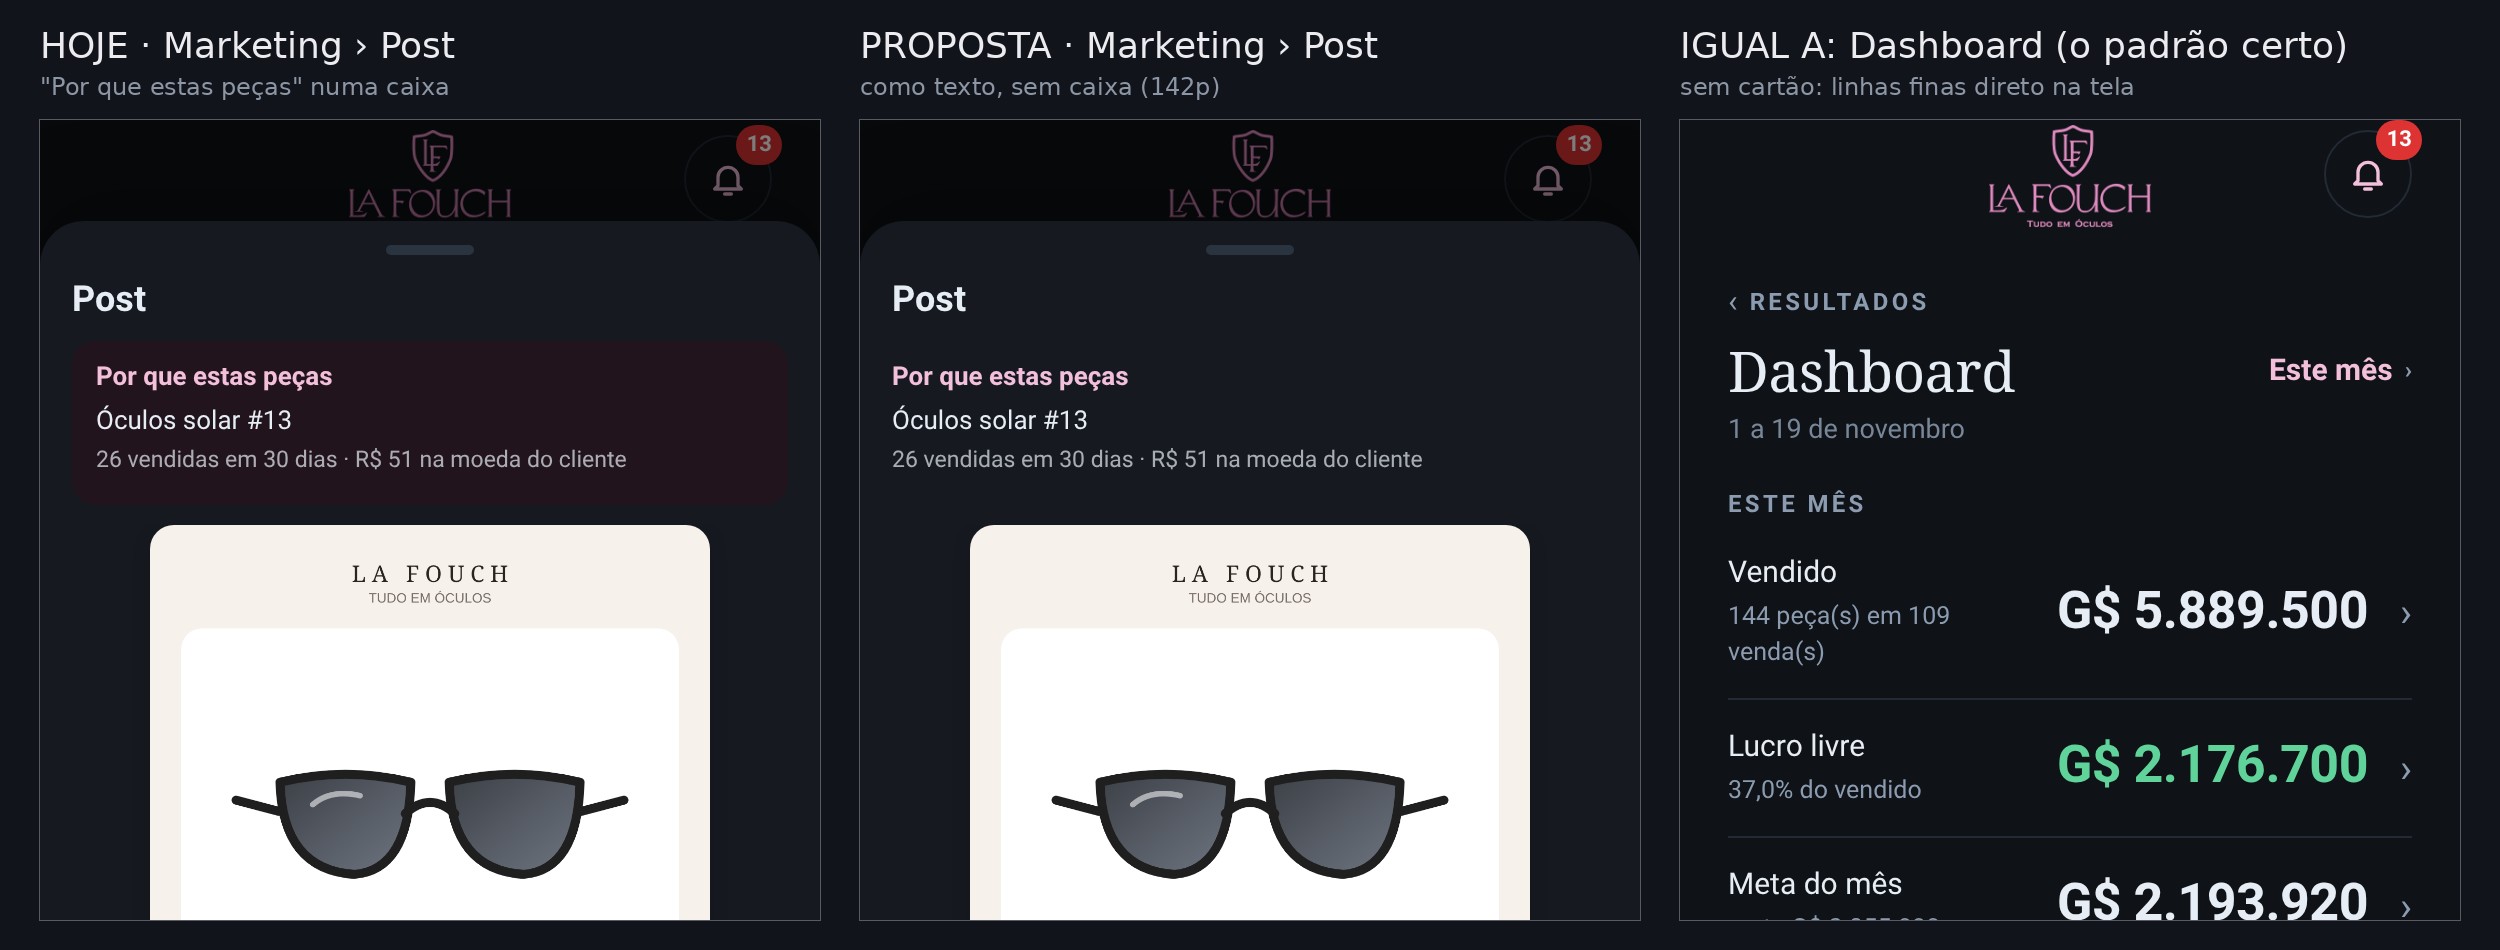 HOJE · Marketing › Post
"Por que estas peças" numa caixa
LF
LA FOUCH
13
Post
Por que estas peças
Óculos solar #13
26 vendidas em 30 dias · R$ 51 na moeda do cliente
LA FOUCH
TUDO EM ÓCULOS
PROPOSTA · Marketing › Post
como texto, sem caixa (142p)
LF
LA FOUCH
13
Post
Por que estas peças
Óculos solar #13
26 vendidas em 30 dias · R$ 51 na moeda do cliente
LA FOUCH
TUDO EM ÓCULOS
IGUAL A: Dashboard (o padrão certo)
sem cartão: linhas finas direto na tela
LF
LA FOUCH
TUDO EM ÓCULOS
13
‹ RESULTADOS
Dashboard
Este mês ›
1 a 19 de novembro
ESTE MÊS
Vendido
144 peça(s) em 109
venda(s)
G$ 5.889.500 ›
Lucro livre
37,0% do vendido
G$ 2.176.700 ›
Meta do mês
G$ 2.193.920 ›